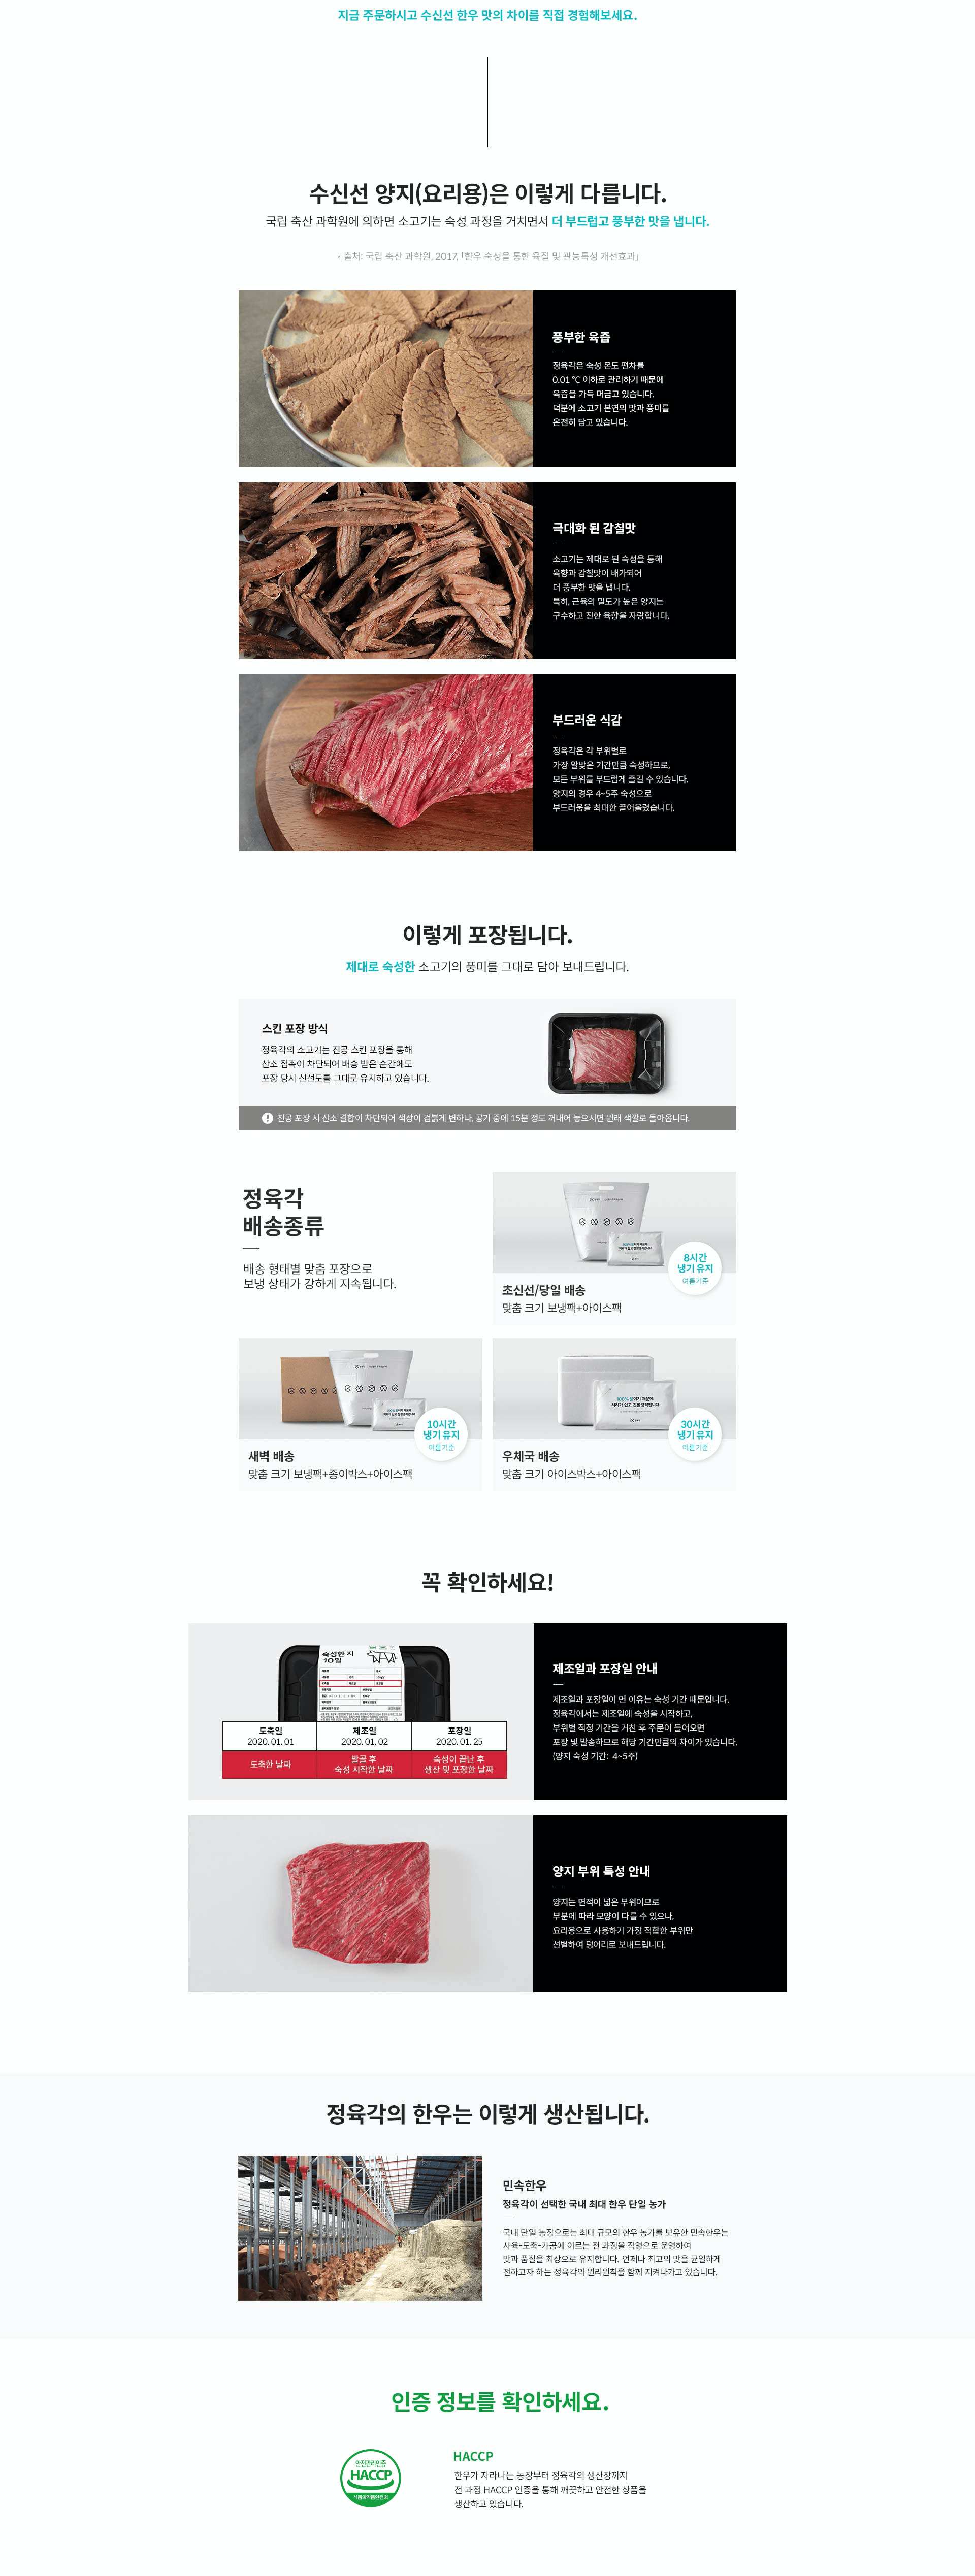 지금 주문하시고 수신선 한우 맛의 차이를 직접 경험해보세요.
수신선 양지(요리용)은 이렇게 다릅니다.
국립 축산 과학원에 의하면 소고기는 숙성 과정을 거치면서 더 부드럽고 풍부한 맛을 냅니다.
* 출처: 국립 축산 과학원, 2017, 「한우 숙성을 통한 육질 및 관능특성 개선효과」
풍부한 육즙
정육각은 숙성 온도 편차를
0.01 ℃ 이하로 관리하기 때문에
육즙을 가득 머금고 있습니다.
덕분에 소고기 본연의 맛과 풍미를
온전히 담고 있습니다.
극대화 된 감칠맛
소고기는 제대로 된 숙성을 통해
육향과 감칠맛이 배가되어
더 풍부한 맛을 냅니다.
특히, 근육의 밀도가 높은 양지는
구수하고 진한 육향을 자랑합니다.
부드러운 식감
정육각은 각 부위별로
가장 알맞은 기간만큼 숙성하므로,
모든 부위를 부드럽게 즐길 수 있습니다.
양지의 경우 4~5주 숙성으로
부드러움을 최대한 끌어올렸습니다.
이렇게 포장됩니다.
제대로 숙성한 소고기의 풍미를 그대로 담아 보내드립니다.
스킨 포장 방식
정육각의 소고기는 진공 스킨 포장을 통해
산소 접촉이 차단되어 배송 받은 순간에도
포장 당시 신선도를 그대로 유지하고 있습니다.
진공 포장 시 산소 결합이 차단되어 색상이 검붉게 변하나, 공기 중에 15분 정도 꺼내어 놓으시면 원래 색깔로 돌아옵니다.
정육각
배송종류
배송 형태별 맞춤 포장으로
보냉 상태가 강하게 지속됩니다.
8시간
냉기 유지
여름기준
초신선/당일 배송
맞춤 크기 보냉팩+아이스팩
10시간
냉기 유지
여름기준
새벽 배송
맞춤 크기 보냉팩+종이박스+아이스팩
100% 물이기 때문에
처리가 쉽고 친환경적입니다
30시간
냉기 유지
여름기준
우체국 배송
맞춤 크기 아이스박스+아이스팩
꼭 확인하세요!
숙성한 지
10일
도축일
2020. 01. 01
제조일
2020. 01. 02
포장일
2020. 01. 25
도축한 날짜
발골 후
숙성 시작한 날짜
숙성이 끝난 후
생산 및 포장한 날짜
제조일과 포장일 안내
제조일과 포장일이 먼 이유는 숙성 기간 때문입니다.
정육각에서는 제조일에 숙성을 시작하고,
부위별 적정 기간을 거친 후 주문이 들어오면
포장 및 발송하므로 해당 기간만큼의 차이가 있습니다.
(양지 숙성 기간: 4~5주)
양지 부위 특성 안내
양지는 면적이 넓은 부위이므로
부분에 따라 모양이 다를 수 있으나,
요리용으로 사용하기 가장 적합한 부위만
선별하여 덩어리로 보내드립니다.
정육각의 한우는 이렇게 생산됩니다.
민속한우
정육각이 선택한 국내 최대 한우 단일 농가
국내 단일 농장으로는 최대 규모의 한우 농가를 보유한 민속한우는
사육-도축-가공에 이르는 전 과정을 직영으로 운영하여
맛과 품질을 최상으로 유지합니다. 언제나 최고의 맛을 균일하게
전하고자 하는 정육각의 원리원칙을 함께 지켜나가고 있습니다.
인증 정보를 확인하세요.
안전관리인증
HACCP
식품의약품안전처
HACCP
한우가 자라나는 농장부터 정육각의 생산장까지
전 과정 HACCP 인증을 통해 깨끗하고 안전한 상품을
생산하고 있습니다.